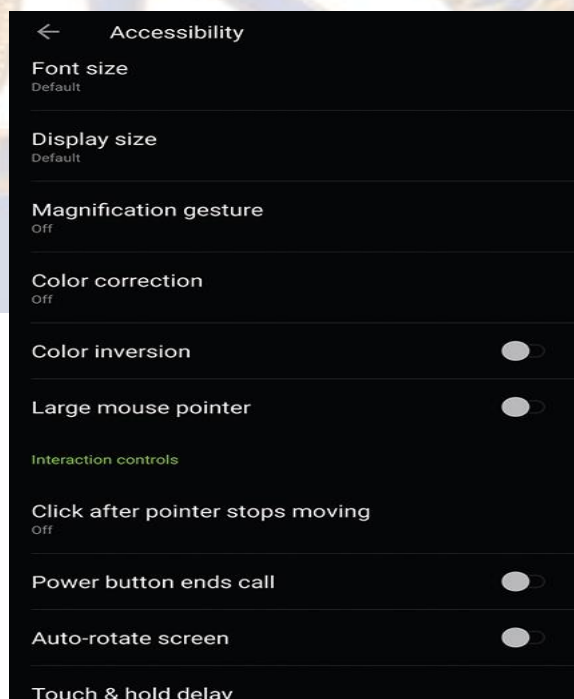 Accessibility
Font size
Default
Display size
Default
Magnification gesture
Off
Color correction
Off
Color inversion
Large mouse pointer
Interaction controls
Click after pointer stops moving
Off
Power button ends call
Auto-rotate screen
Touch & hold delay